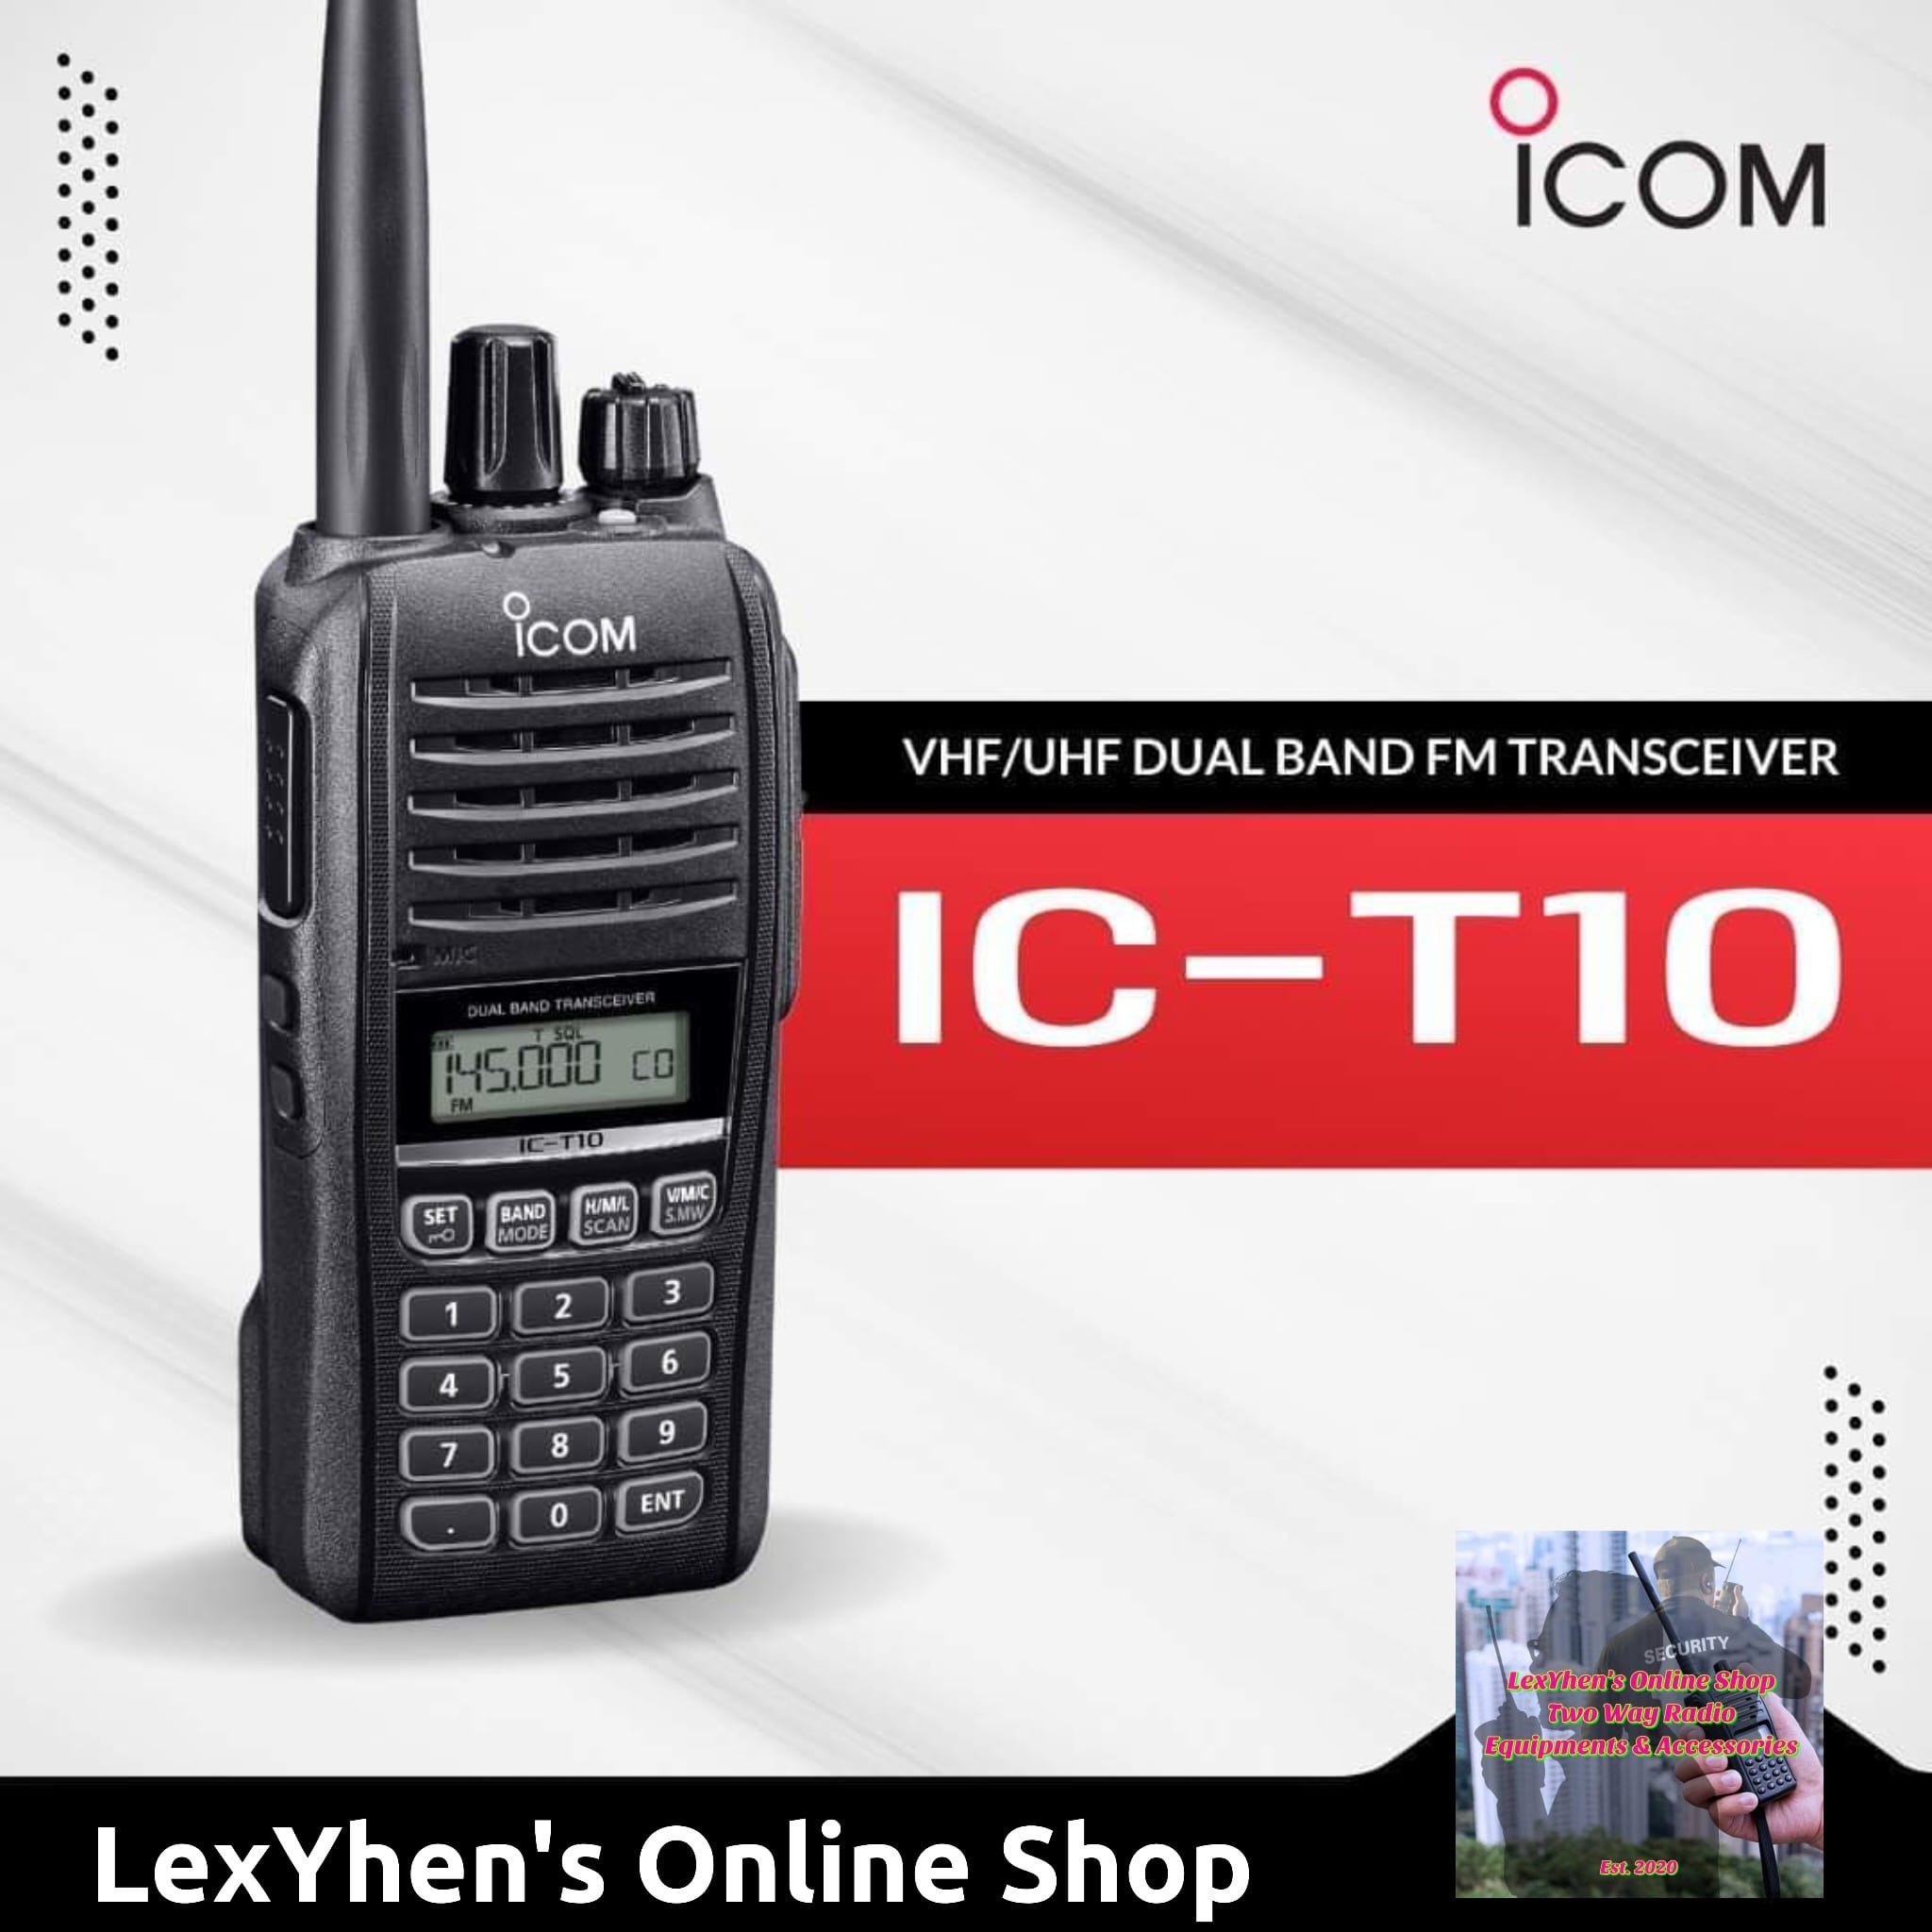 ICOM
VHF/UHF DUAL BAND FM TRANSCEIVER
IC-T10
ICOM
MIC
DUAL BAND TRANSCEIVER
T SQL
145.000 C0
FM
IC-T10
SET
BAND
MODE
H/M/L
SCAN
V/M/C
S.MW
1 2 3
4 5 6
7 8 9
. 0 ENT
SECURITY
LexYhen's Online Shop
Two Way Radio
Equipments & Accessories
Est. 2020
LexYhen's Online Shop